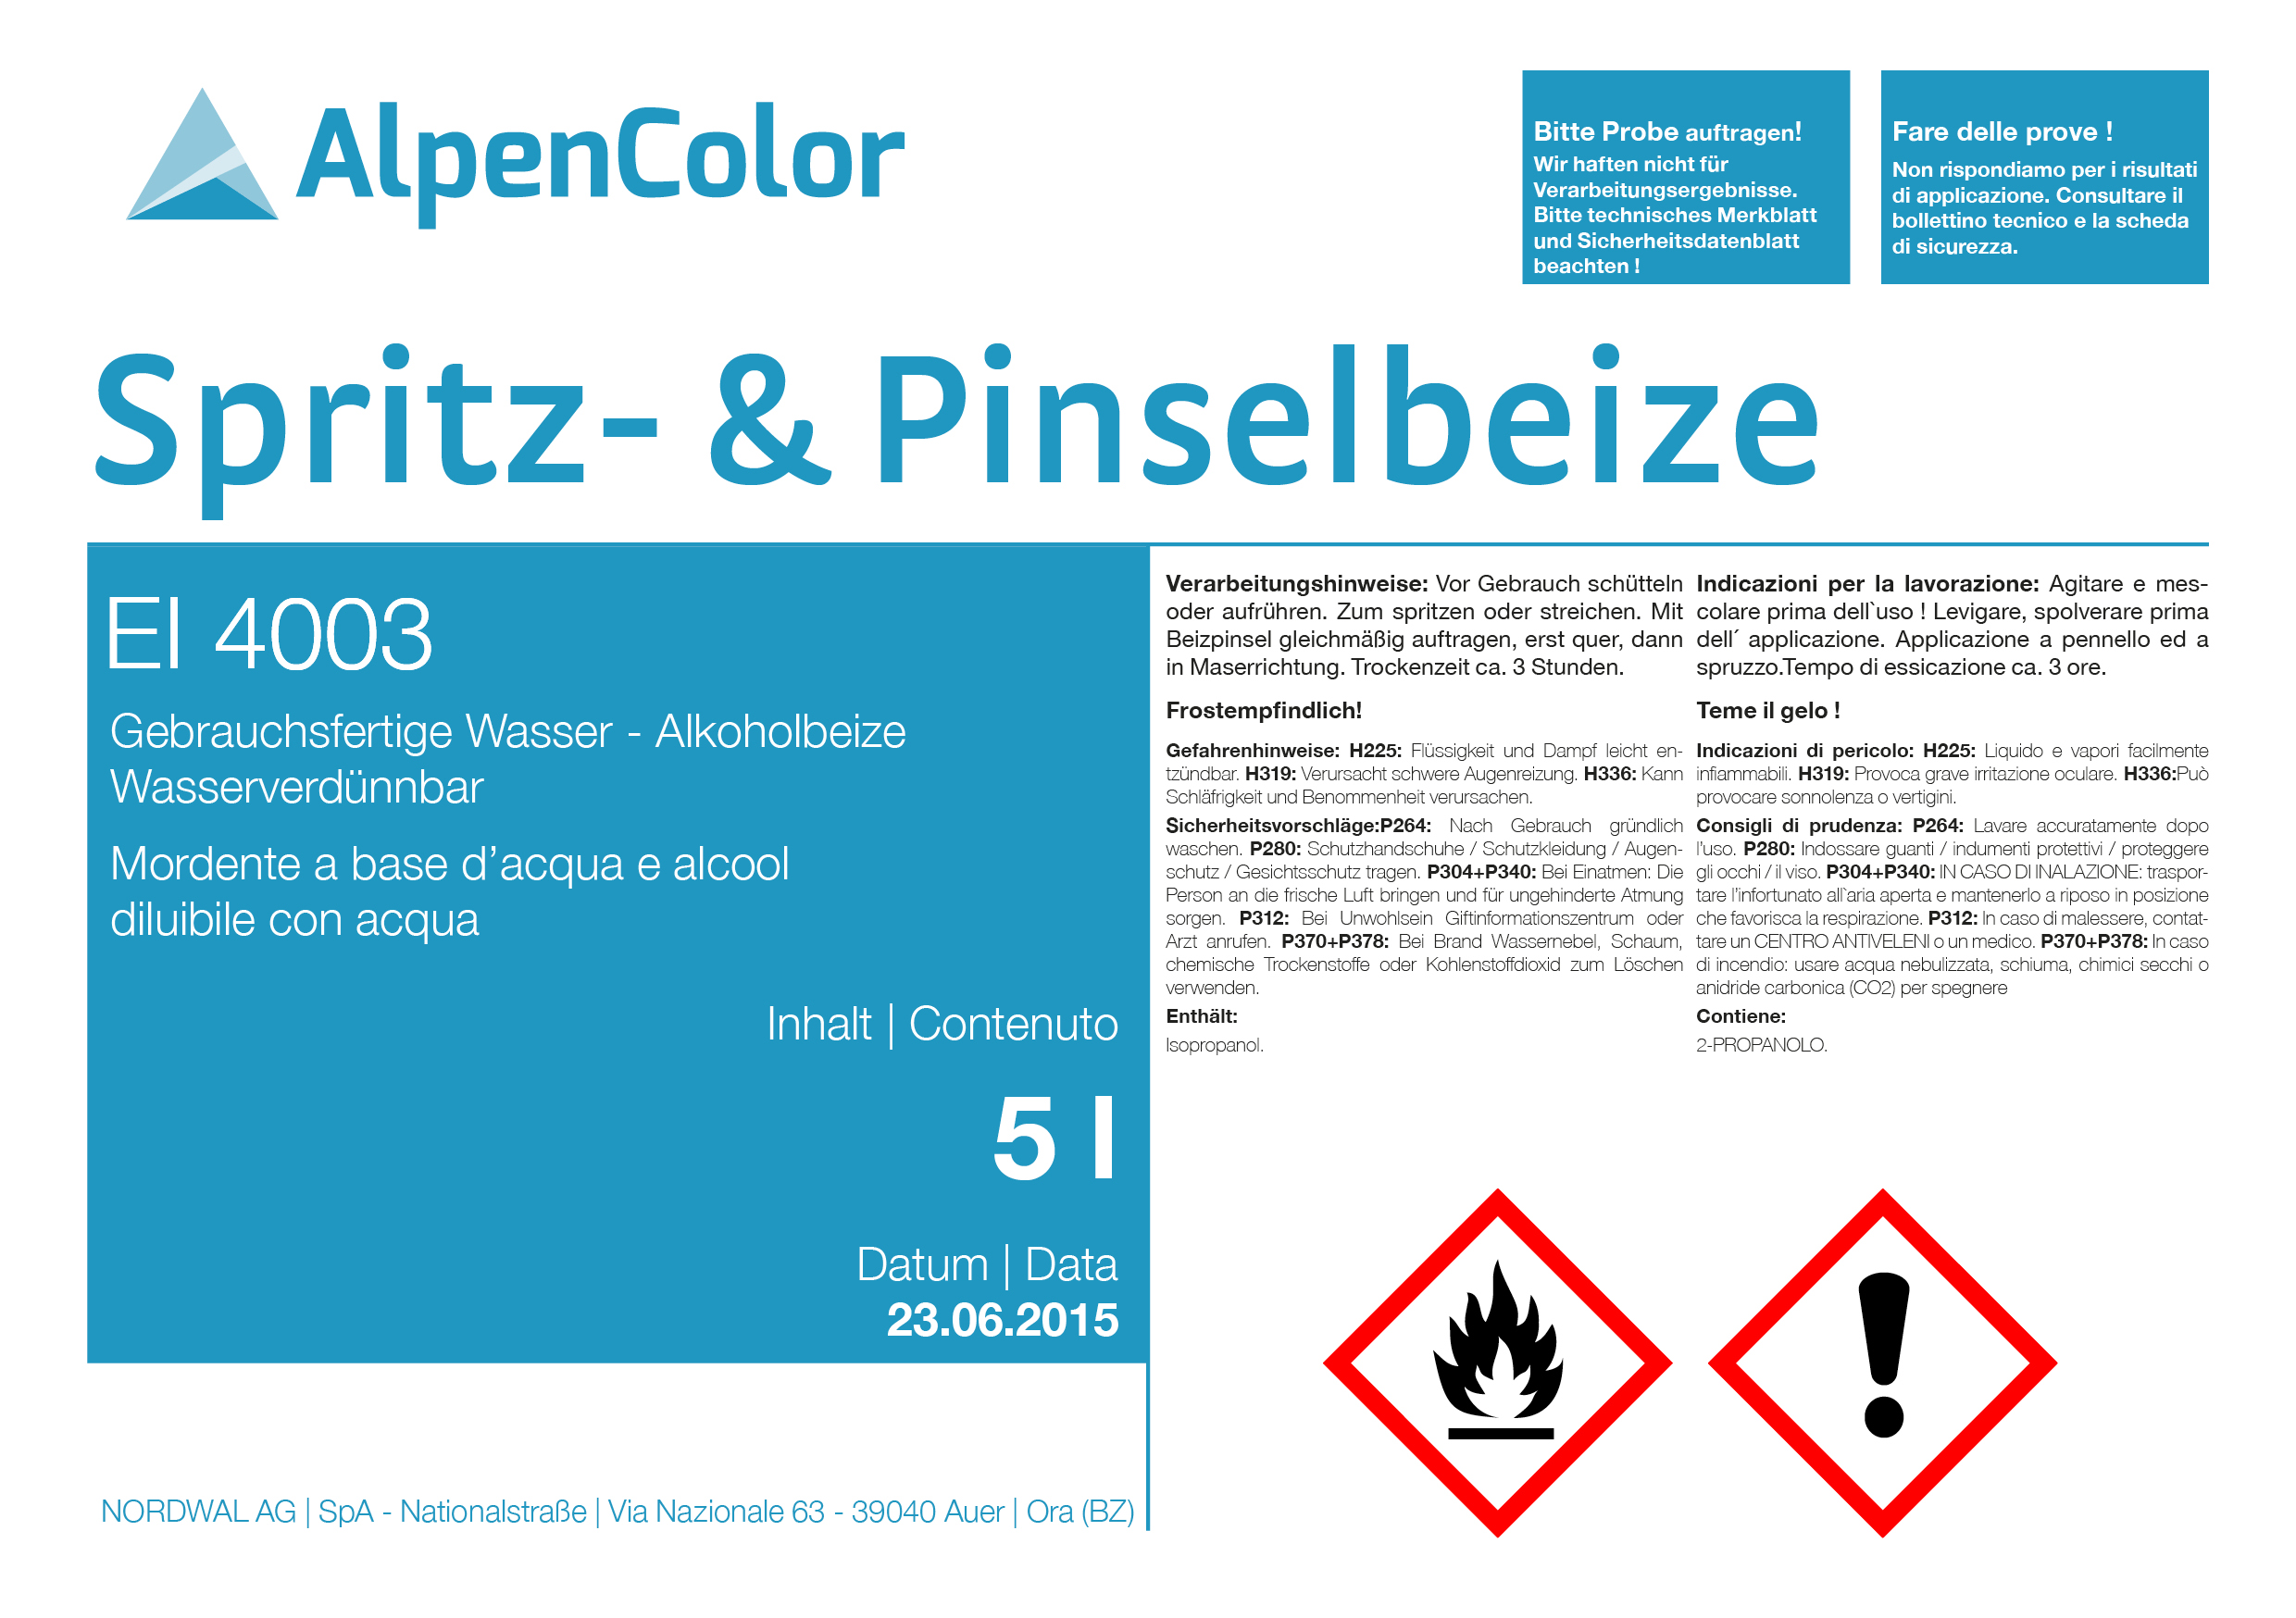 AlpenColor
Bitte Probe auftragen!
Wir haften nicht für
Verarbeitungsergebnisse.
Bitte technisches Merkblatt
und Sicherheitsdatenblatt
beachten !
Fare delle prove !
Non rispondiamo per i risultati
di applicazione. Consultare il
bollettino tecnico e la scheda
di sicurezza.
Spritz- & Pinselbeize
EI 4003
Gebrauchsfertige Wasser - Alkoholbeize
Wasserverdünnbar
Mordente a base d’acqua e alcool
diluibile con acqua
Inhalt | Contenuto
5 l
Datum | Data
23.06.2015
NORDWAL AG | SpA - Nationalstraße | Via Nazionale 63 - 39040 Auer | Ora (BZ)
Verarbeitungshinweise: Vor Gebrauch schütteln
oder aufrühren. Zum spritzen oder streichen. Mit
Beizpinsel gleichmäßig auftragen, erst quer, dann
in Maserrichtung. Trockenzeit ca. 3 Stunden.
Frostempfindlich!
Gefahrenhinweise: H225: Flüssigkeit und Dampf leicht en-
tzündbar. H319: Verursacht schwere Augenreizung. H336: Kann
Schläfrigkeit und Benommenheit verursachen.
Sicherheitsvorschläge:P264: Nach Gebrauch gründlich
waschen. P280: Schutzhandschuhe / Schutzkleidung / Augen-
schutz / Gesichtsschutz tragen. P304+P340: Bei Einatmen: Die
Person an die frische Luft bringen und für ungehinderte Atmung
sorgen. P312: Bei Unwohlsein Giftinformationszentrum oder
Arzt anrufen. P370+P378: Bei Brand Wassernebel, Schaum,
chemische Trockenstoffe oder Kohlenstoffdioxid zum Löschen
verwenden.
Enthält:
Isopropanol.
Indicazioni per la lavorazione: Agitare e mes-
colare prima dell`uso ! Levigare, spolverare prima
dell´ applicazione. Applicazione a pennello ed a
spruzzo.Tempo di essicazione ca. 3 ore.
Teme il gelo !
Indicazioni di pericolo: H225: Liquido e vapori facilmente
infiammabili. H319: Provoca grave irritazione oculare. H336:Può
provocare sonnolenza o vertigini.
Consigli di prudenza: P264: Lavare accuratamente dopo
l’uso. P280: Indossare guanti / indumenti protettivi / proteggere
gli occhi / il viso. P304+P340: IN CASO DI INALAZIONE: traspor-
tare l’infortunato all`aria aperta e mantenerlo a riposo in posizione
che favorisca la respirazione. P312: In caso di malessere, contat-
tare un CENTRO ANTIVELENI o un medico. P370+P378: In caso
di incendio: usare acqua nebulizzata, schiuma, chimici secchi o
anidride carbonica (CO2) per spegnere
Contiene:
2-PROPANOLO.